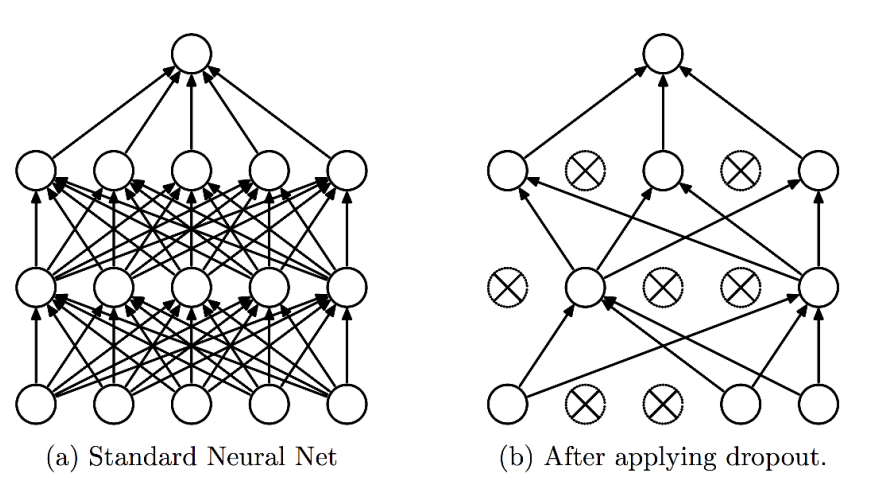 (a) Standard Neural Net
(b) After applying dropout.